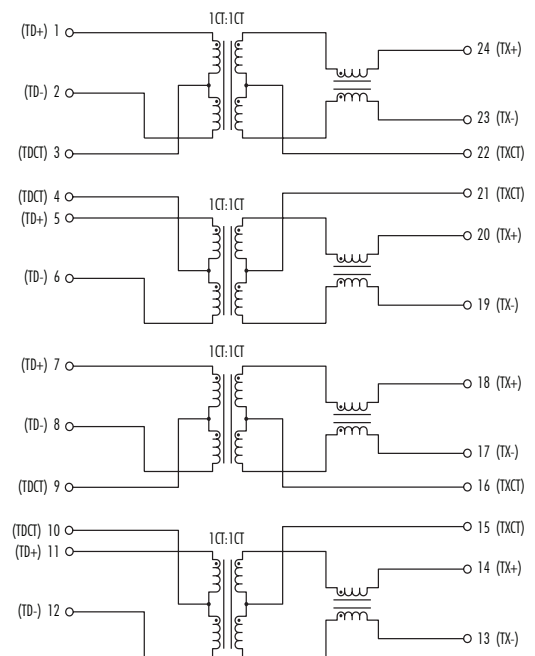 1CT:1CT
(TD+) 1
24 (TX+)
(TD-) 2
23 (TX-)
(TDCT) 3
22 (TXCT)
(TDCT) 4
21 (TXCT)
1CT:1CT
(TD+) 5
20 (TX+)
(TD-) 6
19 (TX-)
1CT:1CT
(TD+) 7
18 (TX+)
(TD-) 8
17 (TX-)
(TDCT) 9
16 (TXCT)
(TDCT) 10
15 (TXCT)
1CT:1CT
(TD+) 11
14 (TX+)
(TD-) 12
13 (TX-)